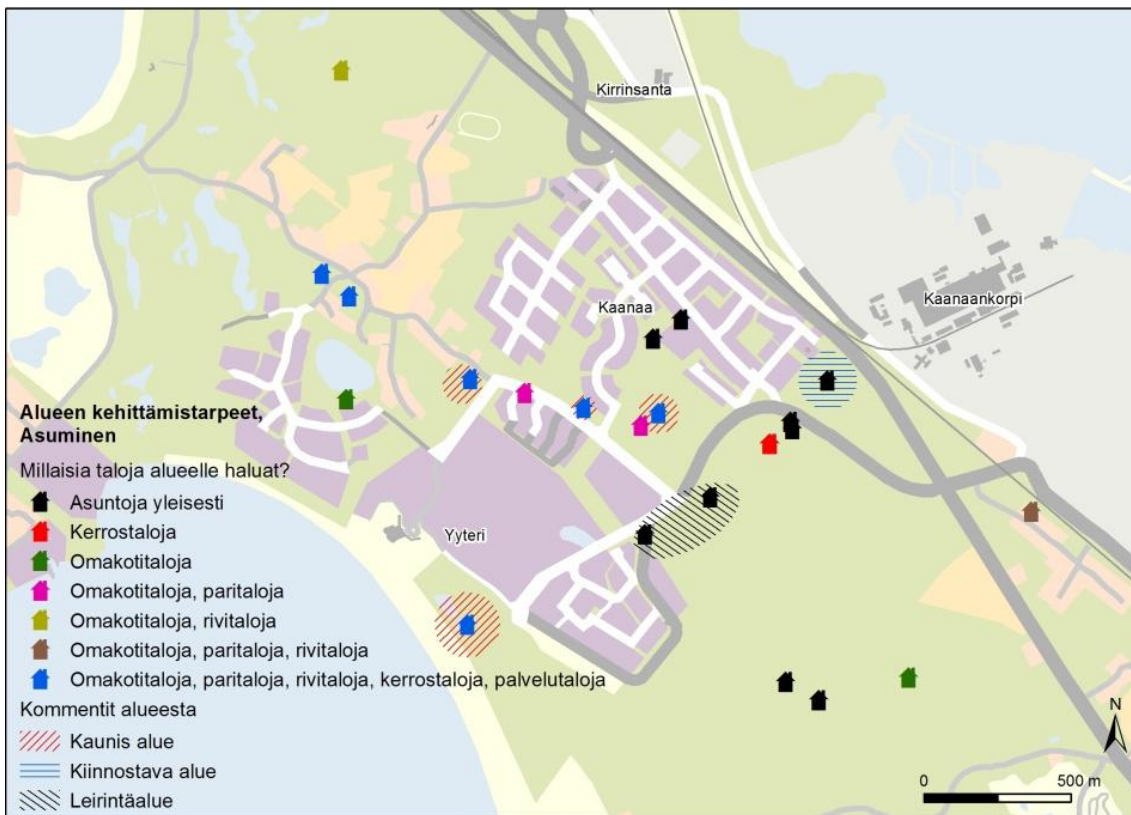 Kirrinsanta
Kaanaa
Kaanaankorpi
Yyteri
Alueen kehittämistarpeet,
Asuminen
Millaisia taloja alueelle haluat?
Asuntoja yleisesti
Kerrostaloja
Omakotitaloja
Omakotitaloja, paritaloja
Omakotitaloja, rivitaloja
Omakotitaloja, paritaloja, rivitaloja
Omakotitaloja, paritaloja, rivitaloja, kerrostaloja, palvelutaloja
Kommentit alueesta
Kaunis alue
Kiinnostava alue
Leirintäalue
N
0 500 m